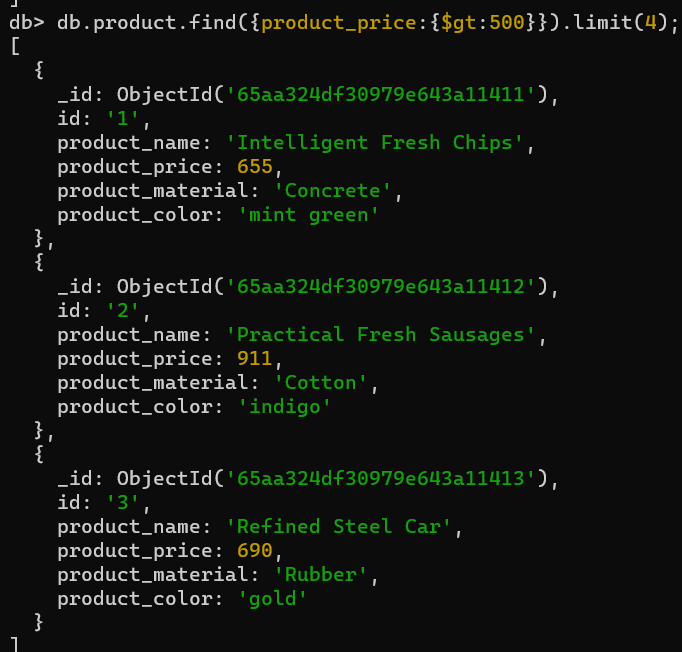 ]
db> db.product.find({product_price:{$gt:500}}).limit(4);
[
  {
    _id: ObjectId('65aa324df30979e643a11411'),
    id: '1',
    product_name: 'Intelligent Fresh Chips',
    product_price: 655,
    product_material: 'Concrete',
    product_color: 'mint green'
  },
  {
    _id: ObjectId('65aa324df30979e643a11412'),
    id: '2',
    product_name: 'Practical Fresh Sausages',
    product_price: 911,
    product_material: 'Cotton',
    product_color: 'indigo'
  },
  {
    _id: ObjectId('65aa324df30979e643a11413'),
    id: '3',
    product_name: 'Refined Steel Car',
    product_price: 690,
    product_material: 'Rubber',
    product_color: 'gold'
  }
]